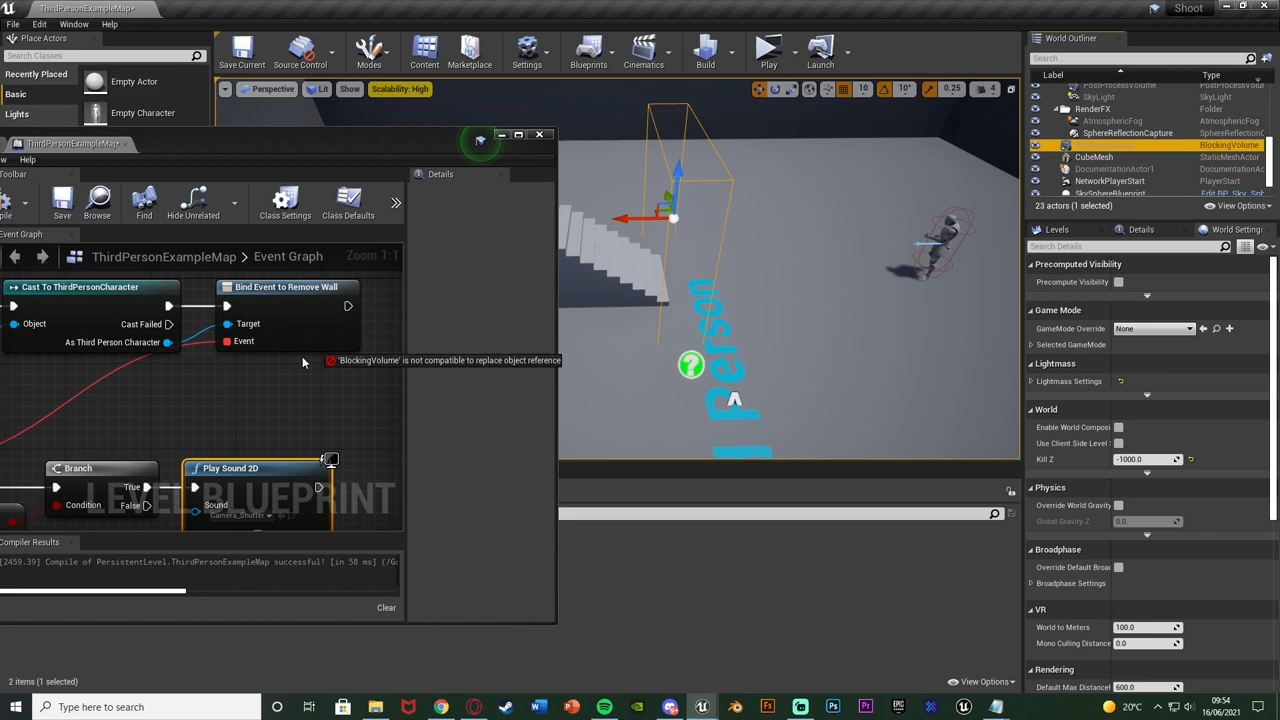 ThirdPersonExampleMap*
Shoot
File
Edit
Window
Help
Place Actors
Search Classes
Recently Placed
Basic
Lights
Empty Actor
Empty Character
Save Current
Source Control
Modes
Content
Marketplace
Settings
Blueprints
Cinematics
Build
Play
Launch
Perspective
Lit
Show
Scalability: High
10
10°
0.25
4
World Outliner
Search...
Label
Type
PostProcessVolume
PostProcessVolu
SkyLight
SkyLight
RenderFX
Folder
AtmosphericFog
AtmosphericFog
SphereReflectionCapture
SphereReflectionC
BlockingVolume
CubeMesh
StaticMeshActor
DocumentationActor1
DocumentationAc
NetworkPlayerStart
PlayerStart
SkySphereBlueprint
Edit BP_Sky_Sp
23 actors (1 selected)
View Options
Levels
Details
World Setting
Search Details
Precomputed Visibility
Precompute Visibility
Game Mode
GameMode Override
None
Selected GameMode
Lightmass
Lightmass Settings
World
Enable World Composi
Use Client Side Level S
Kill Z
-1000.0
Physics
Override World Gravity
Global Gravity Z
0.0
Broadphase
Override Default Broad
Broadphase Settings
VR
World to Meters
100.0
Mono Culling Distance
0.0
Rendering
Default Max Distance
600.0
ThirdPersonExampleMap*
w
Help
Toolbar
Details
pile
Save
Browse
Find
Hide Unrelated
Class Settings
Class Defaults
Event Graph
ThirdPersonExampleMap
Event Graph
Zoom 1:1
Cast To ThirdPersonCharacter
Object
Cast Failed
As Third Person Character
Bind Event to Remove Wall
Target
Event
'BlockingVolume' is not compatible to replace object reference
Branch
Condition
True
False
Play Sound 2D
Sound
Camera_Shutter
LEVEL BLUEPRINT
Compiler Results
[2459.39] Compile of PersistentLevel.ThirdPersonExampleMap successful! [in 58 ms] (/Ga
Clear
Person
2 items (1 selected)
View Options
Type here to search
20°C
09:54
16/06/2021